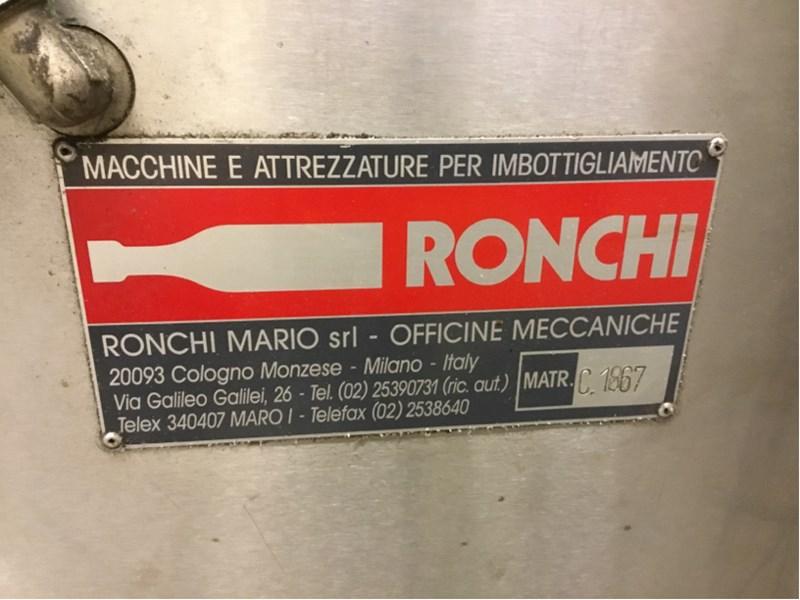 MACCHINE E ATTREZZATURE PER IMBOTTIGLIAMENTO
RONCHI
RONCHI MARIO srl - OFFICINE MECCANICHE
20093 Cologno Monzese - Milano - Italy
Via Galileo Galilei, 26 - Tel. (02) 25390731 (ric. aut.)
Telex 340407 MARO I - Telefax (02) 2538640
MATR. C. 1867